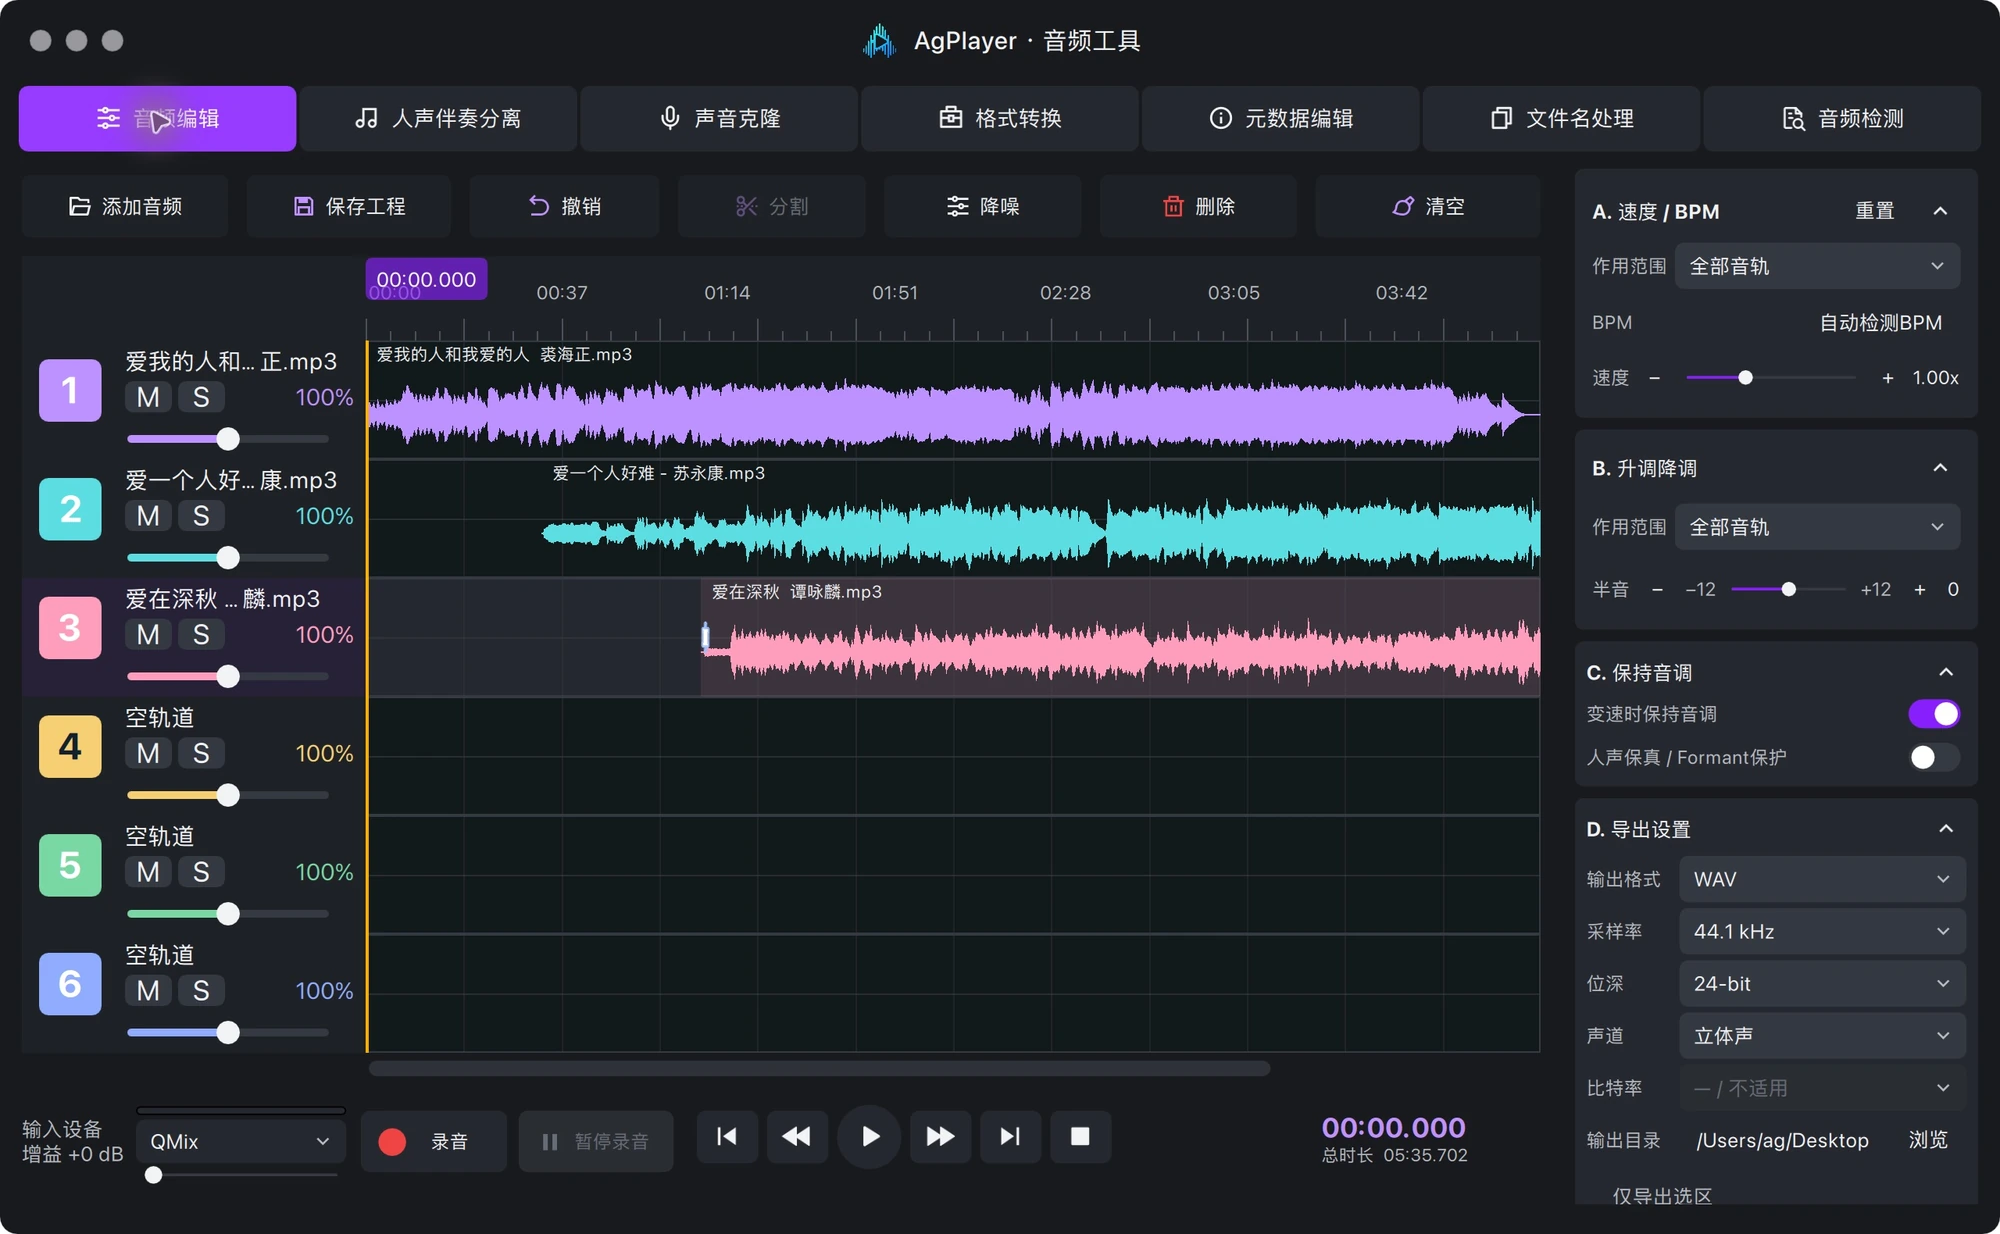 AgPlayer · 音频工具
音频编辑
人声伴奏分离
声音克隆
格式转换
元数据编辑
文件名处理
音频检测
添加音频
保存工程
撤销
分割
降噪
删除
清空
00:00.000
00:00
00:37
01:14
01:51
02:28
03:05
03:42
1
爱我的人和... 正.mp3
M S 100%
爱我的人和我爱的人 裘海正.mp3
2
爱一个人好... 康.mp3
M S 100%
爱一个人好难 - 苏永康.mp3
3
爱在深秋 ... 麟.mp3
M S 100%
爱在深秋 谭咏麟.mp3
4
空轨道
M S 100%
5
空轨道
M S 100%
6
空轨道
M S 100%
输入设备
增益 +0 dB
QMix
录音
暂停录音
00:00.000
总时长 05:35.702
A. 速度 / BPM 重置
作用范围 全部音轨
BPM 自动检测BPM
速度 − + 1.00x
B. 升调降调
作用范围 全部音轨
半音 − −12 +12 + 0
C. 保持音调
变速时保持音调
人声保真 / Formant保护
D. 导出设置
输出格式 WAV
采样率 44.1 kHz
位深 24-bit
声道 立体声
比特率 — / 不适用
输出目录 /Users/ag/Desktop 浏览
仅导出选区